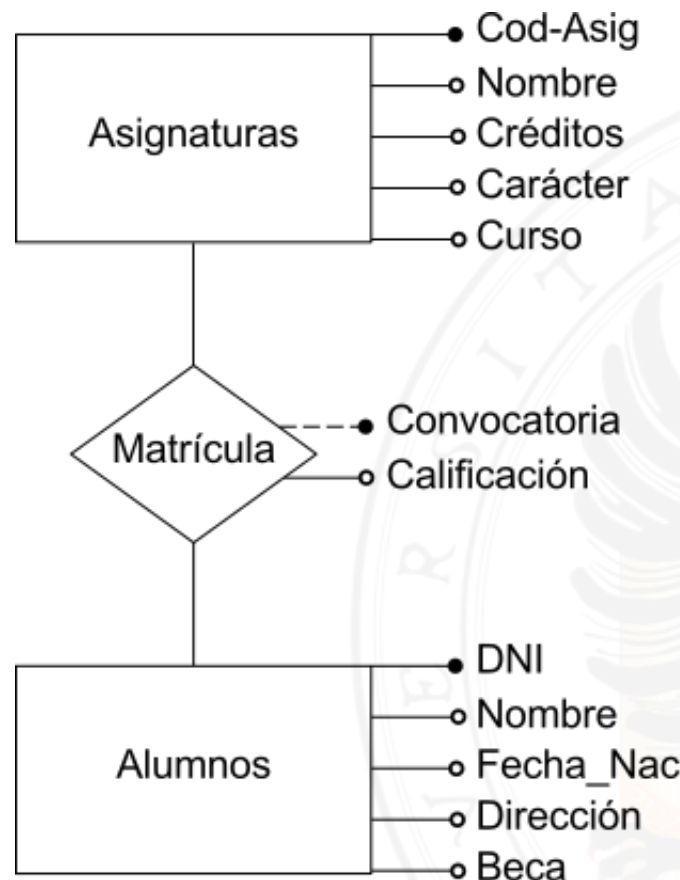 Cod-Asig
Nombre
Asignaturas
Créditos
Carácter
Curso
Convocatoria
Matrícula
Calificación
DNI
Nombre
Alumnos
Fecha_Nac
Dirección
Beca